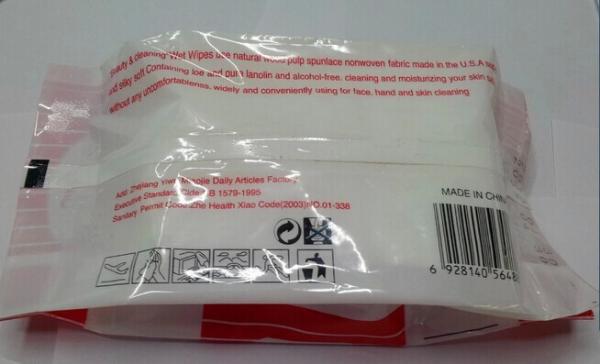 Beauty & cleaning Wet Wipes use natural wood pulp spunlace nonwoven fabric made in the U.S.A
and silky soft Containing loe and pure lanolin and alcohol-free. cleaning and moisturizing your skin
without any uncomfortableness. widely and conveniently using for face. hand and skin cleaning
Add: Zhejiang Yiwu Daily Articles Factory
Executive Standard 1579-1995
Sanitary Permit Code:Zhe Health Xiao Code(2003)NO.01-338
MADE IN CHINA
6 928140 5648